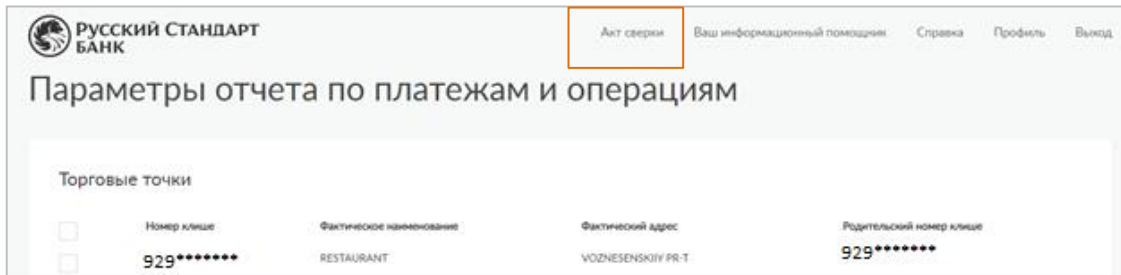 Русский Стандарт
Банк
Акт сверки Ваш информационный помощник Справка Профиль Выход
Параметры отчета по платежам и операциям
Торговые точки
Номер клише Фактическое наименование Фактический адрес Родительский номер клише
929******* RESTAURANT VOZNESENSKIY PR-T 929*******